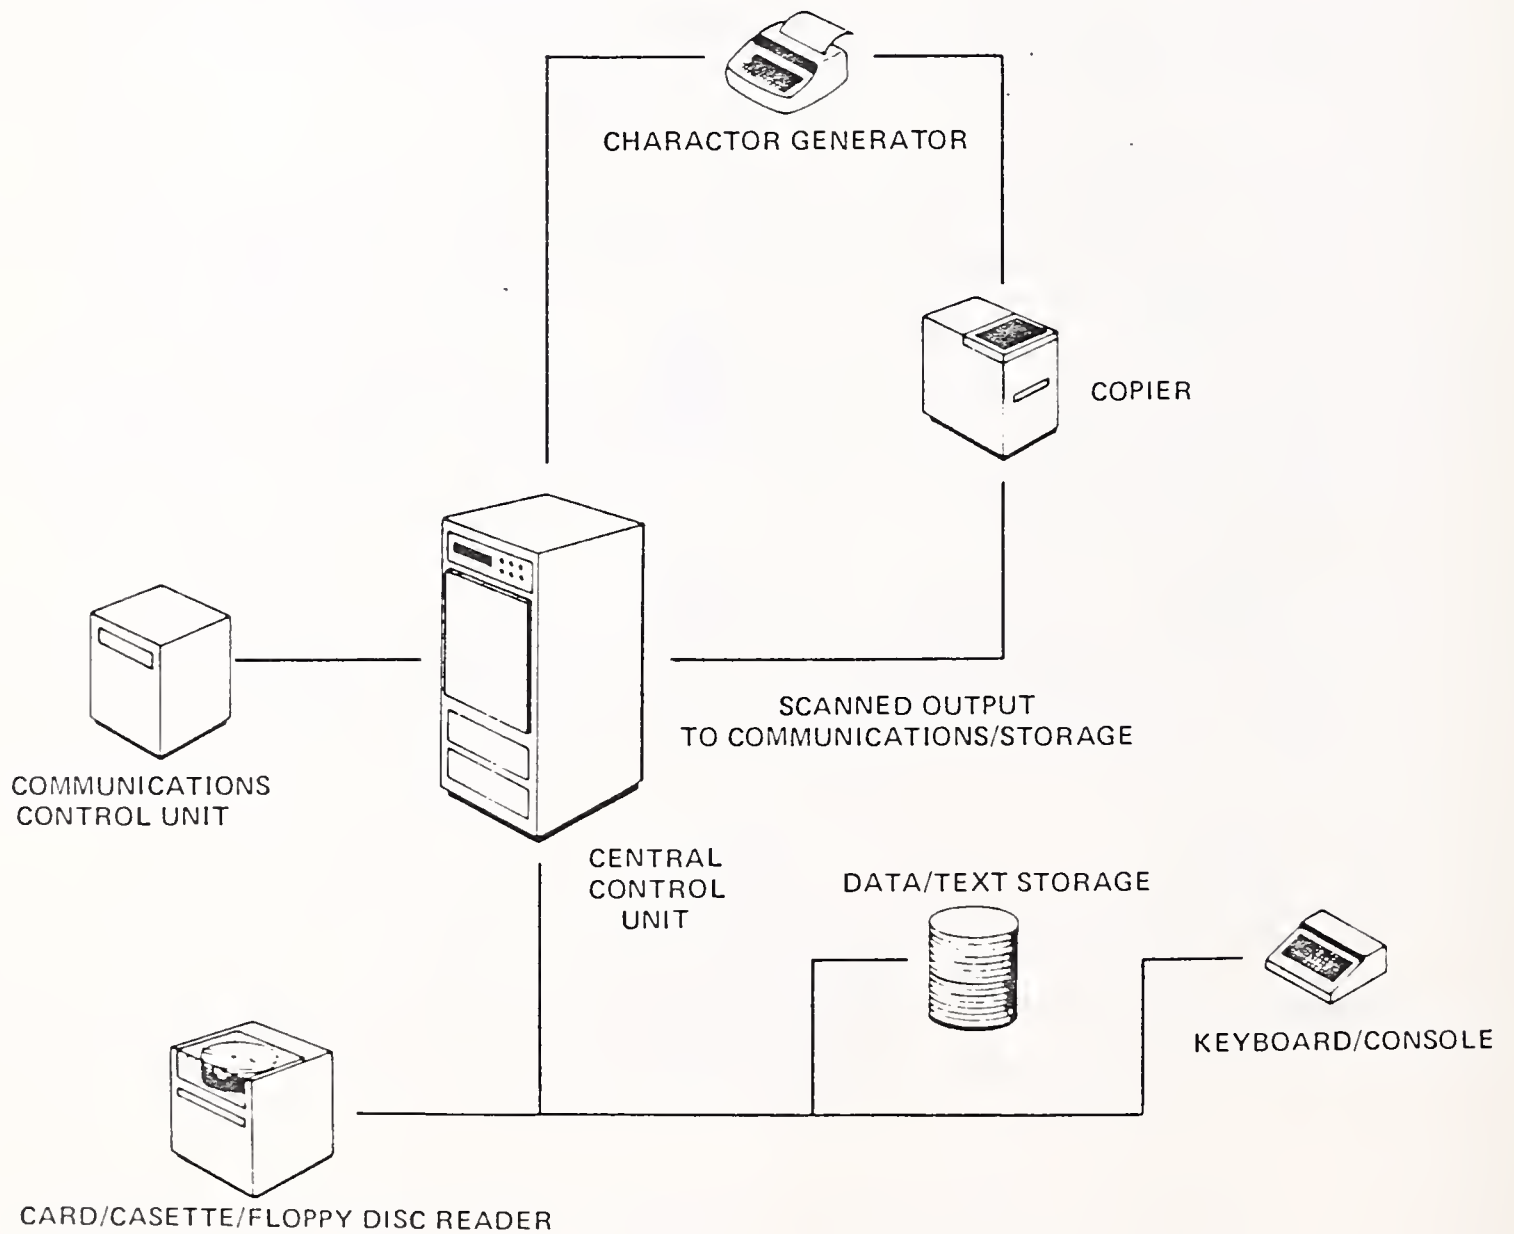 CHARACTOR GENERATOR
COPIER
SCANNED OUTPUT
TO COMMUNICATIONS/STORAGE
COMMUNICATIONS
CONTROL UNIT
CENTRAL
CONTROL
UNIT
DATA/TEXT STORAGE
KEYBOARD/CONSOLE
CARD/CASETTE/FLOPPY DISC READER